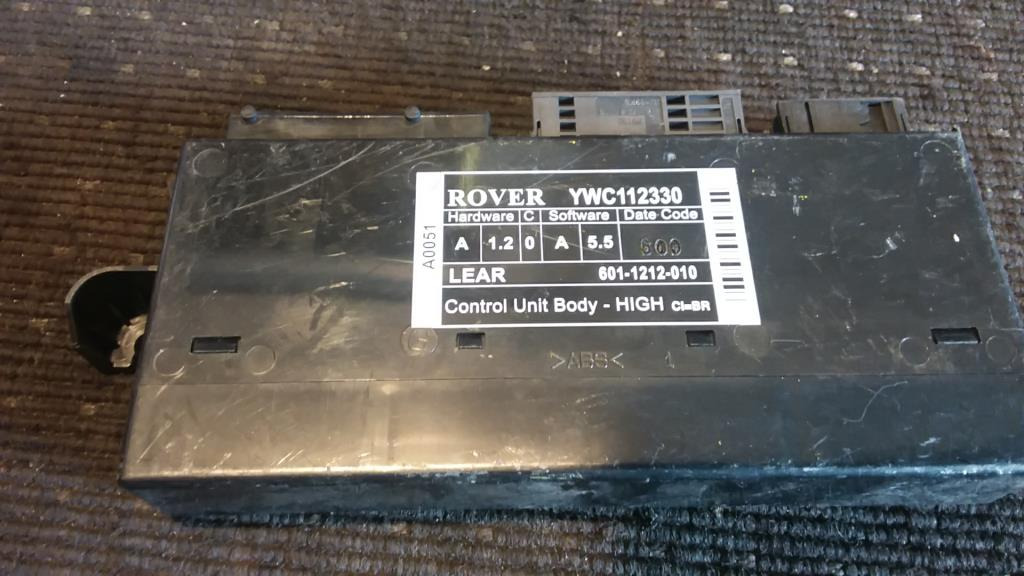 ROVER YWC112330
Hardware C Software Date Code
A 1.2 0 A 5.5 600
LEAR 601-1212-010
Control Unit Body - HIGH CI=BR
A0051
>ABS< 1